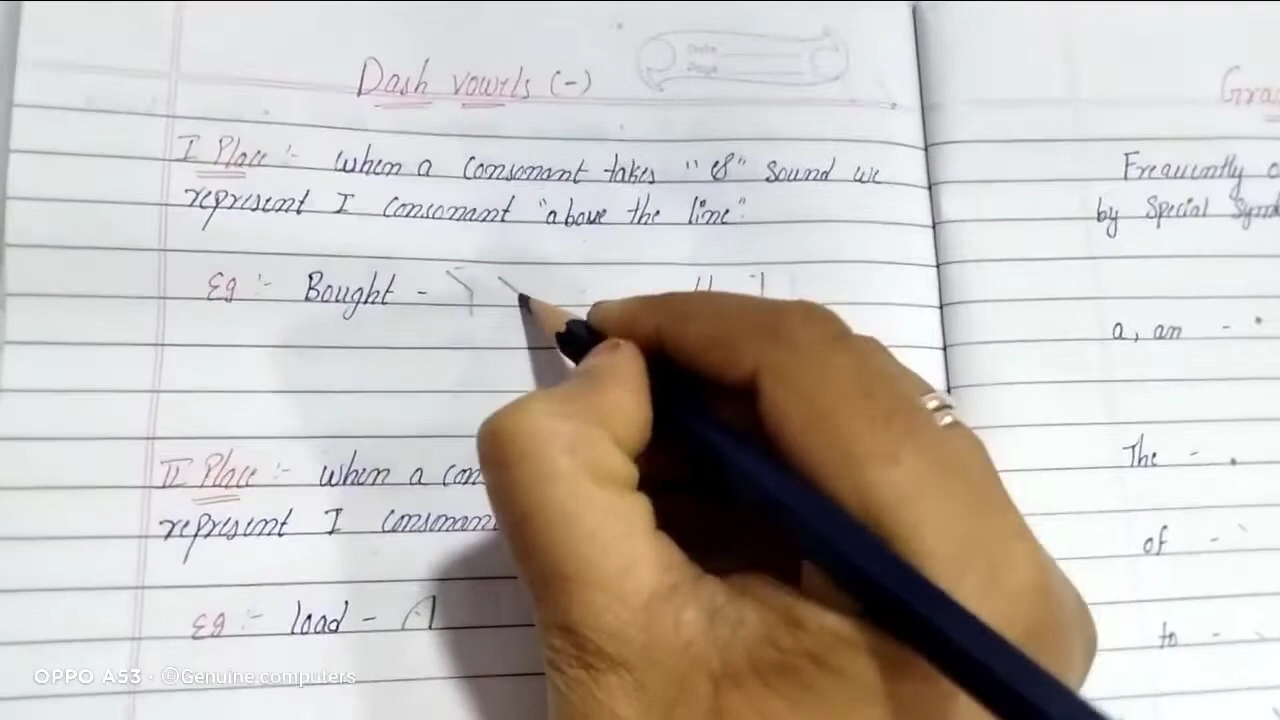 Dash vowels (-)
I Place :- when a consonant takes " " sound we
represent I consonant "above the line".
Eg :- Bought -
II Place :- when a con
represent I consonan
Eg :- load -
Date
Page
Gra
Frequently
by Special Sym
a, an - .
The - .
of - `
to - ` 
OPPO A53 · ©Genuine computers